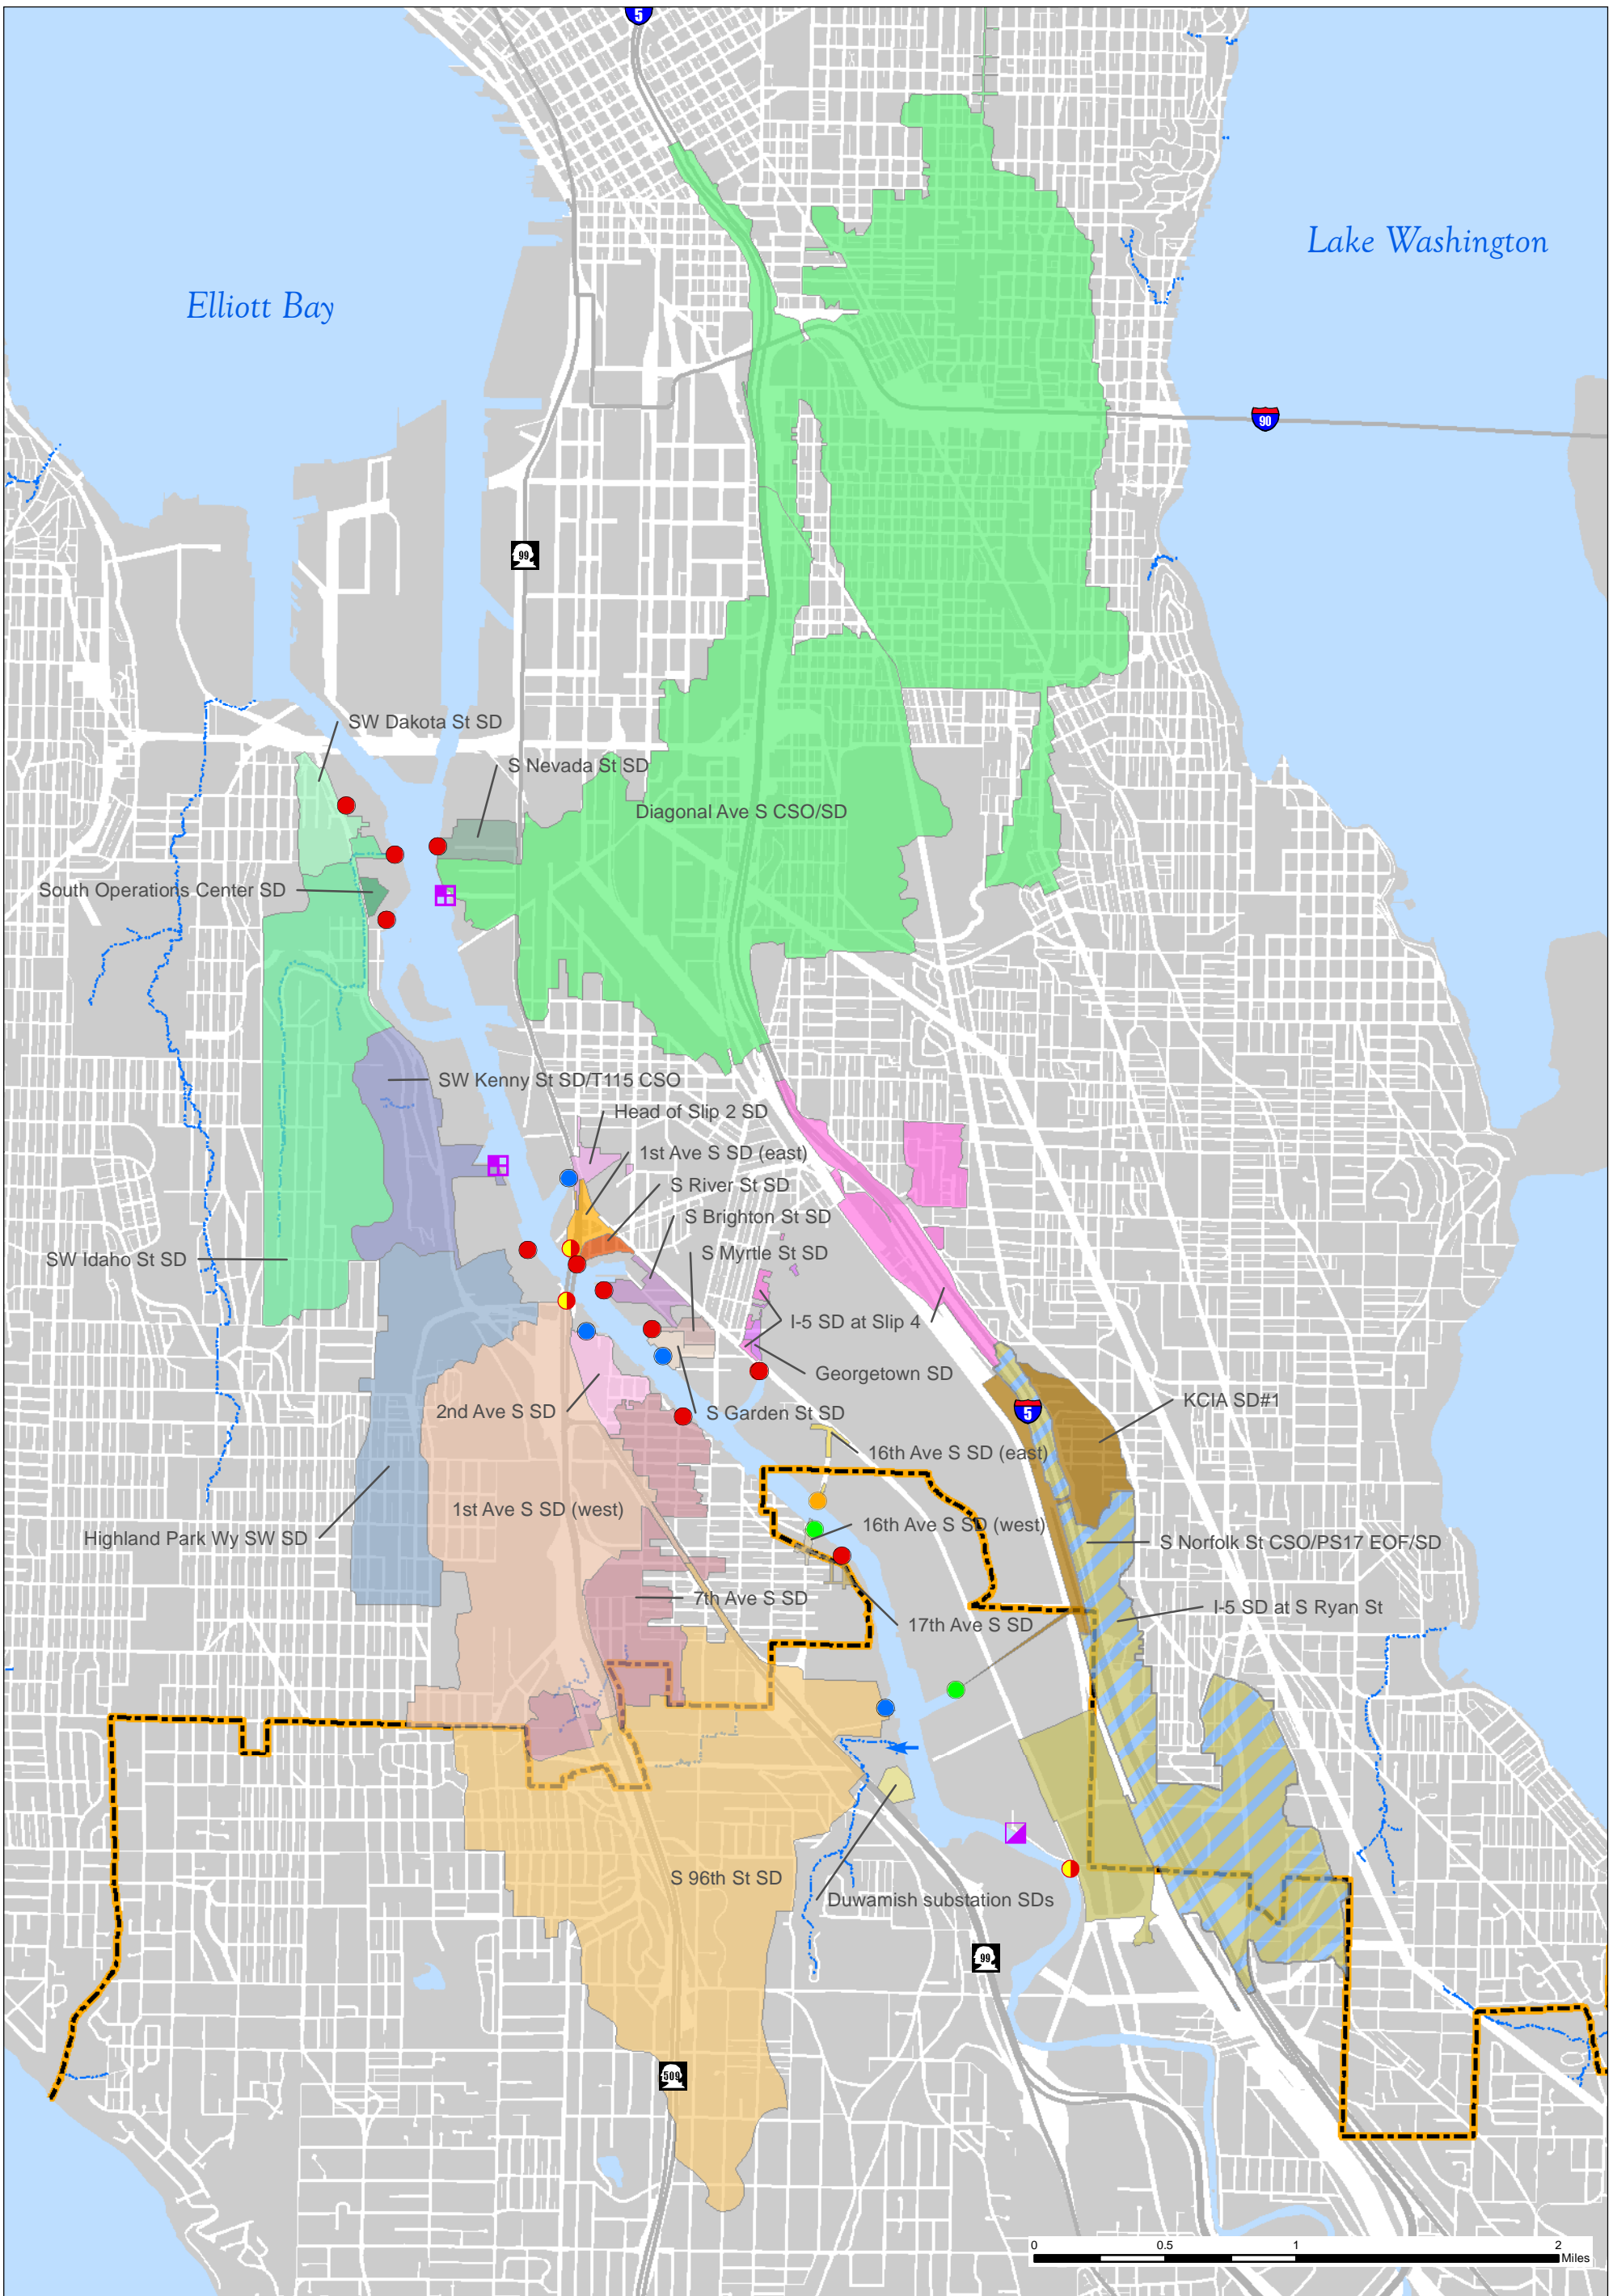 5
Lake Washington
Elliott Bay
90
99
SW Dakota St SD
S Nevada St SD
Diagonal Ave S CSO/SD
South Operations Center SD
SW Kenny St SD/T115 CSO
Head of Slip 2 SD
1st Ave S SD (east)
S River St SD
S Brighton St SD
S Myrtle St SD
SW Idaho St SD
I-5 SD at Slip 4
Georgetown SD
KCIA SD#1
5
2nd Ave S SD
S Garden St SD
16th Ave S SD (east)
1st Ave S SD (west)
16th Ave S SD (west)
Highland Park Wy SW SD
S Norfolk St CSO/PS17 EOF/SD
7th Ave S SD
I-5 SD at S Ryan St
17th Ave S SD
S 96th St SD
Duwamish substation SDs
99
509
0 0.5 1 2
Miles